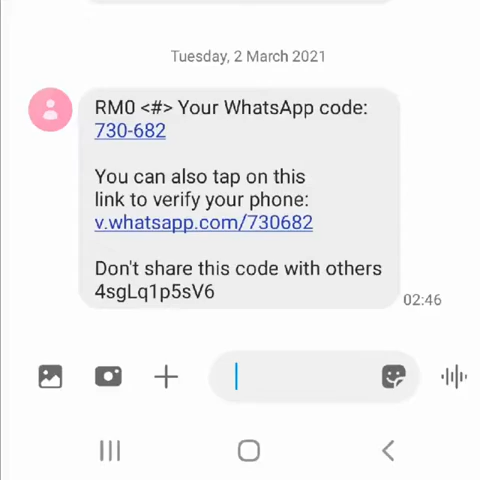 Tuesday, 2 March 2021
RM0 <#> Your WhatsApp code:
730-682
You can also tap on this
link to verify your phone:
v.whatsapp.com/730682
Don't share this code with others
4sgLq1p5sV6
02:46